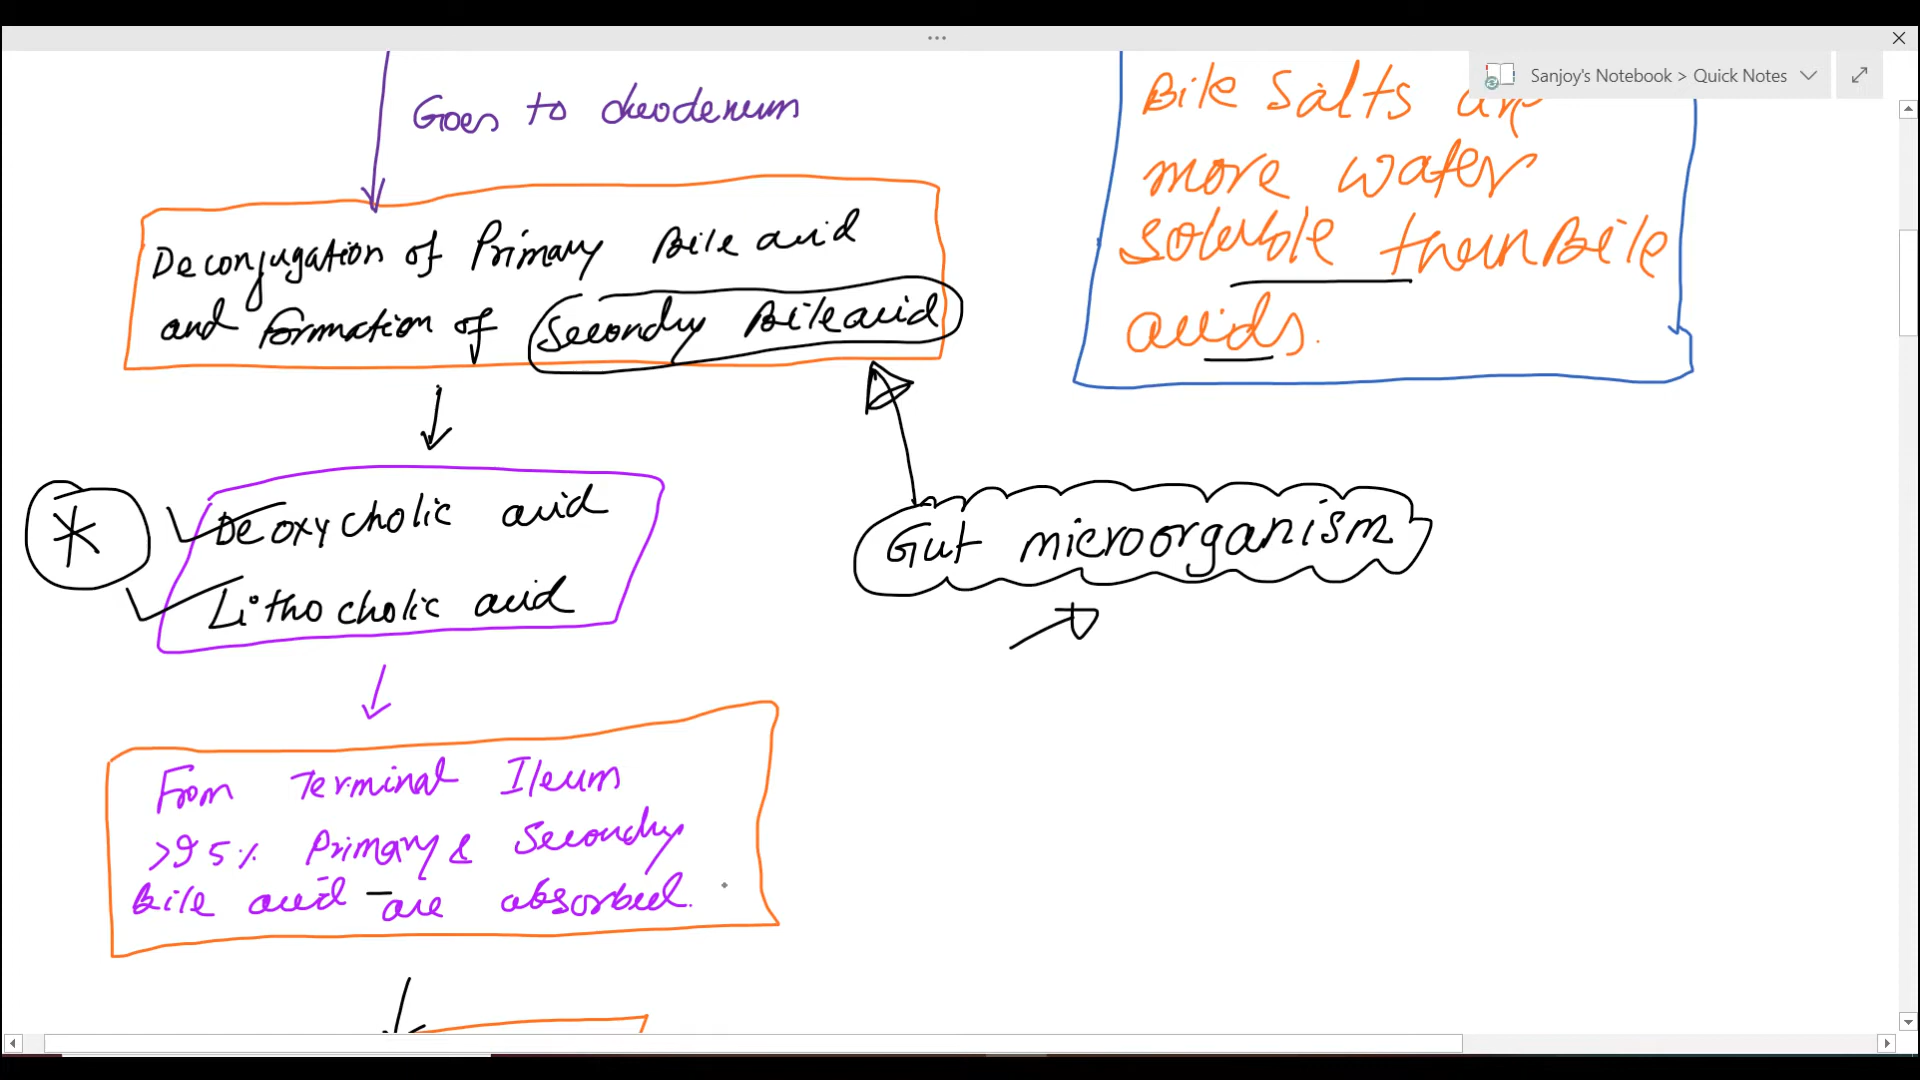 Sanjoy's Notebook > Quick Notes
Goes to duodenum
Deconjugation of Primary Bile acid
and formation of Secondry Bile acid
Deoxycholic acid
Lithocholic acid
From Terminal Ileum
>95% Primary & Secondry
Bile acid are absorbed.
Bile Salts are
more water
soluble than Bile
acids.
Gut microorganism